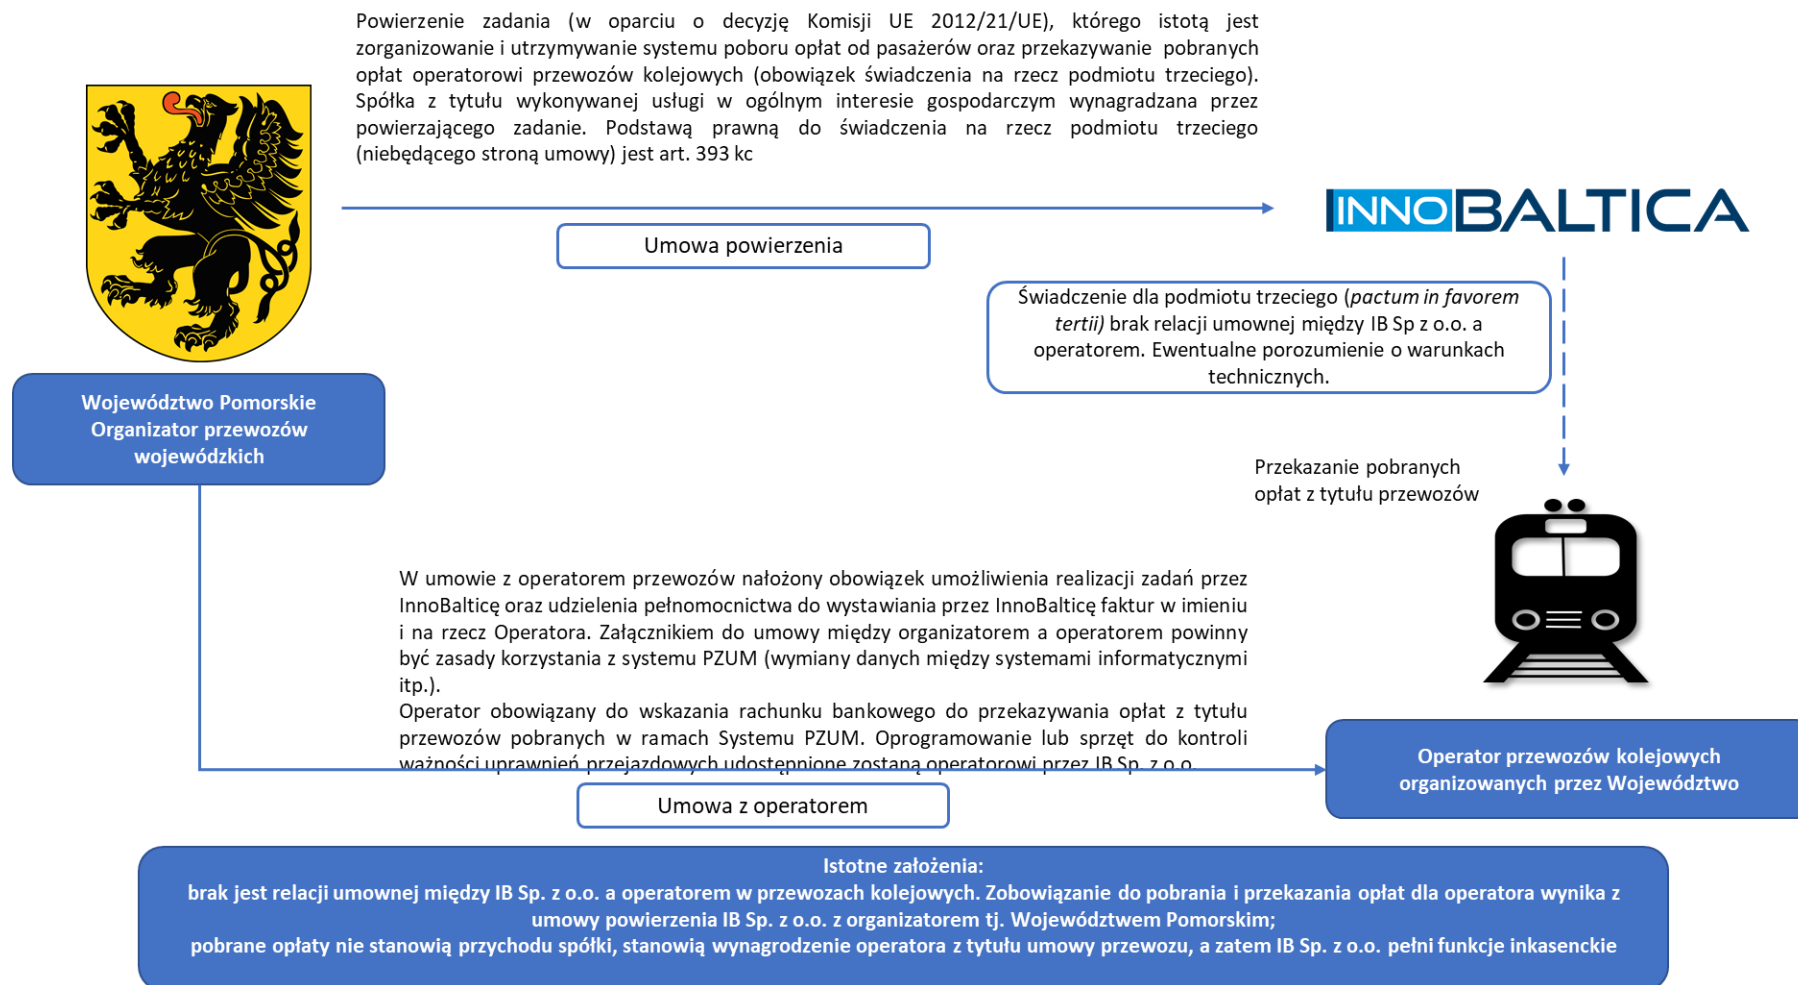 Powierzenie zadania (w oparciu o decyzję Komisji UE 2012/21/UE), którego istotą jest
zorganizowanie i utrzymywanie systemu poboru opłat od pasażerów oraz przekazywanie pobranych
opłat operatorowi przewozów kolejowych (obowiązek świadczenia na rzecz podmiotu trzeciego).
Spółka z tytułu wykonywanej usługi w ogólnym interesie gospodarczym wynagradzana przez
powierzającego zadanie. Podstawą prawną do świadczenia na rzecz podmiotu trzeciego
(niebędącego stroną umowy) jest art. 393 kc
INNOBALTICA
Umowa powierzenia
Świadczenie dla podmiotu trzeciego (pactum in favorem
tertii) brak relacji umownej między IB Sp z o.o. a
operatorem. Ewentualne porozumienie o warunkach
technicznych.
Województwo Pomorskie
Organizator przewozów
wojewódzkich
Przekazanie pobranych
opłat z tytułu przewozów
W umowie z operatorem przewozów nałożony obowiązek umożliwienia realizacji zadań przez
InnoBalticę oraz udzielenia pełnomocnictwa do wystawiania przez InnoBalticę faktur w imieniu
i na rzecz Operatora. Załącznikiem do umowy między organizatorem a operatorem powinny
być zasady korzystania z systemu PZUM (wymiany danych między systemami informatycznymi
itp.).
Operator obowiązany do wskazania rachunku bankowego do przekazywania opłat z tytułu
przewozów pobranych w ramach Systemu PZUM. Oprogramowanie lub sprzęt do kontroli
ważności uprawnień przejazdowych udostępnione zostaną operatorowi przez IB Sp. z o.o.
Operator przewozów kolejowych
organizowanych przez Województwo
Umowa z operatorem
Istotne założenia:
brak jest relacji umownej między IB Sp. z o.o. a operatorem w przewozach kolejowych. Zobowiązanie do pobrania i przekazania opłat dla operatora wynika z
umowy powierzenia IB Sp. z o.o. z organizatorem tj. Województwem Pomorskim;
pobrane opłaty nie stanowią przychodu spółki, stanowią wynagrodzenie operatora z tytułu umowy przewozu, a zatem IB Sp. z o.o. pełni funkcje inkasenckie